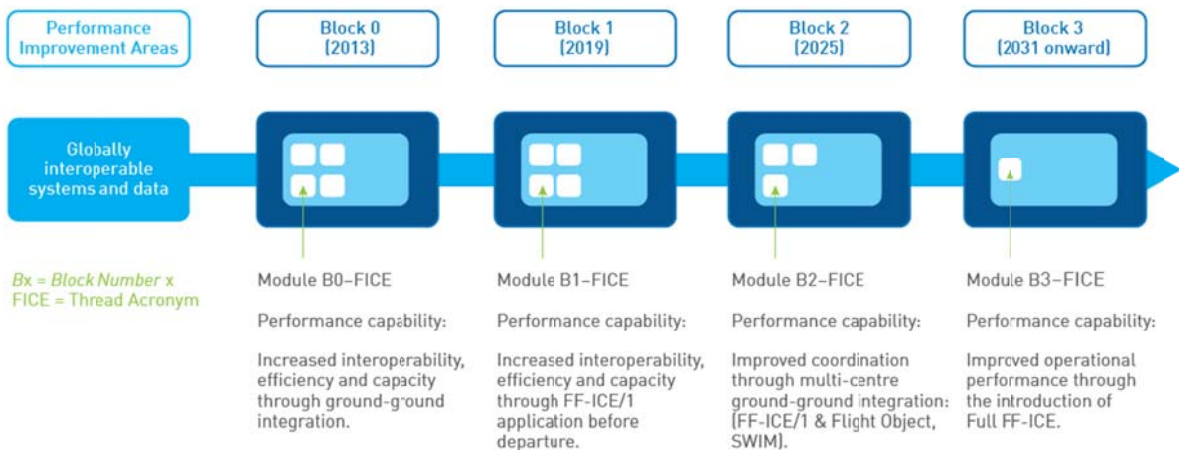 Performance
Improvement Areas
Block 0
(2013)
Block 1
(2019)
Block 2
(2025)
Block 3
(2031 onward)
Globally
interoperable
systems and data
Bx = Block Number x
FICE = Thread Acronym
Module B0–FICE
Performance capability:
Increased interoperability,
efficiency and capacity
through ground-ground
integration.
Module B1–FICE
Performance capability:
Increased interoperability,
efficiency and capacity
through FF-ICE/1
application before
departure.
Module B2–FICE
Performance capability:
Improved coordination
through multi-centre
ground-ground integration:
(FF-ICE/1 & Flight Object,
SWIM).
Module B3–FICE
Performance capability:
Improved operational
performance through
the introduction of
Full FF-ICE.